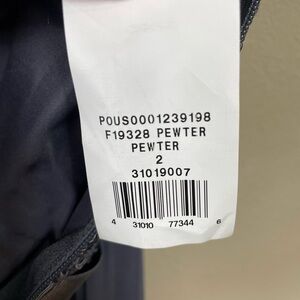 POUS0001239198
F19328 PEWTER
PEWTER
2
31019007
4 31010 77344 6